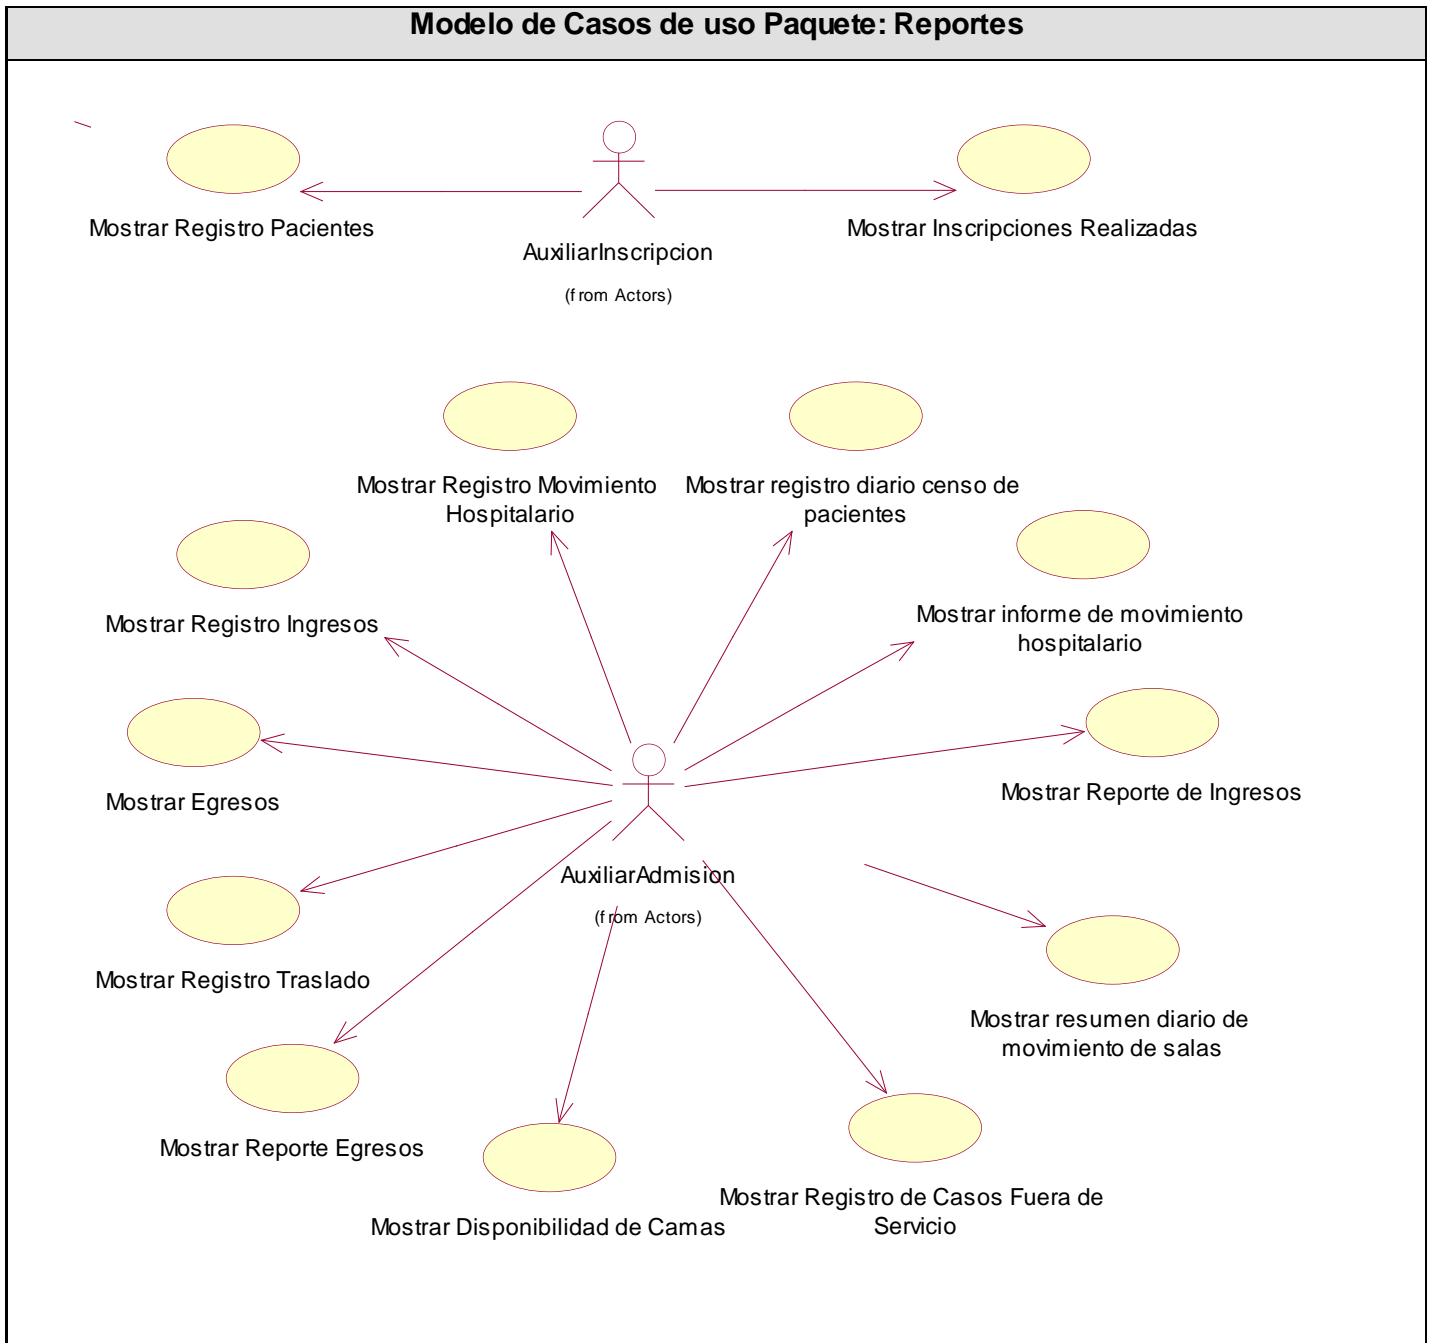 Modelo de Casos de uso Paquete: Reportes
Mostrar Registro Pacientes
AuxiliarInscripcion
(from Actors)
Mostrar Inscripciones Realizadas
Mostrar Registro Movimiento
Hospitalario
Mostrar registro diario censo de
pacientes
Mostrar Registro Ingresos
Mostrar informe de movimiento
hospitalario
Mostrar Egresos
Mostrar Reporte de Ingresos
AuxiliarAdmision
(from Actors)
Mostrar Registro Traslado
Mostrar resumen diario de
movimiento de salas
Mostrar Reporte Egresos
Mostrar Disponibilidad de Camas
Mostrar Registro de Casos Fuera de
Servicio